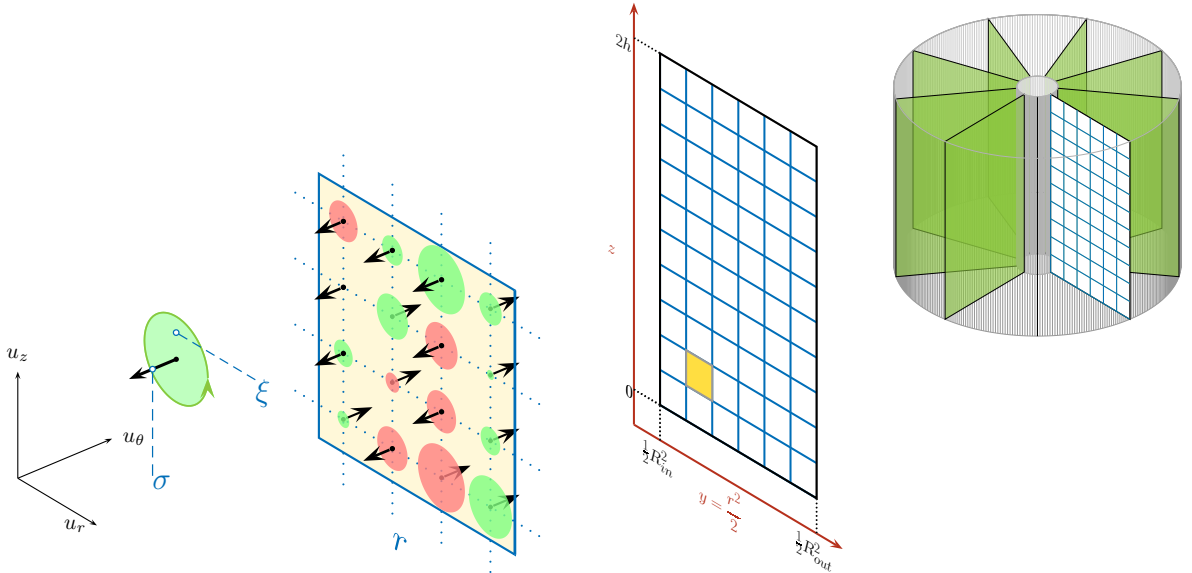 u_z
u_θ
u_r
σ
ξ
r
2h
z
0
½R²_in
y = r²/2
½R²_out